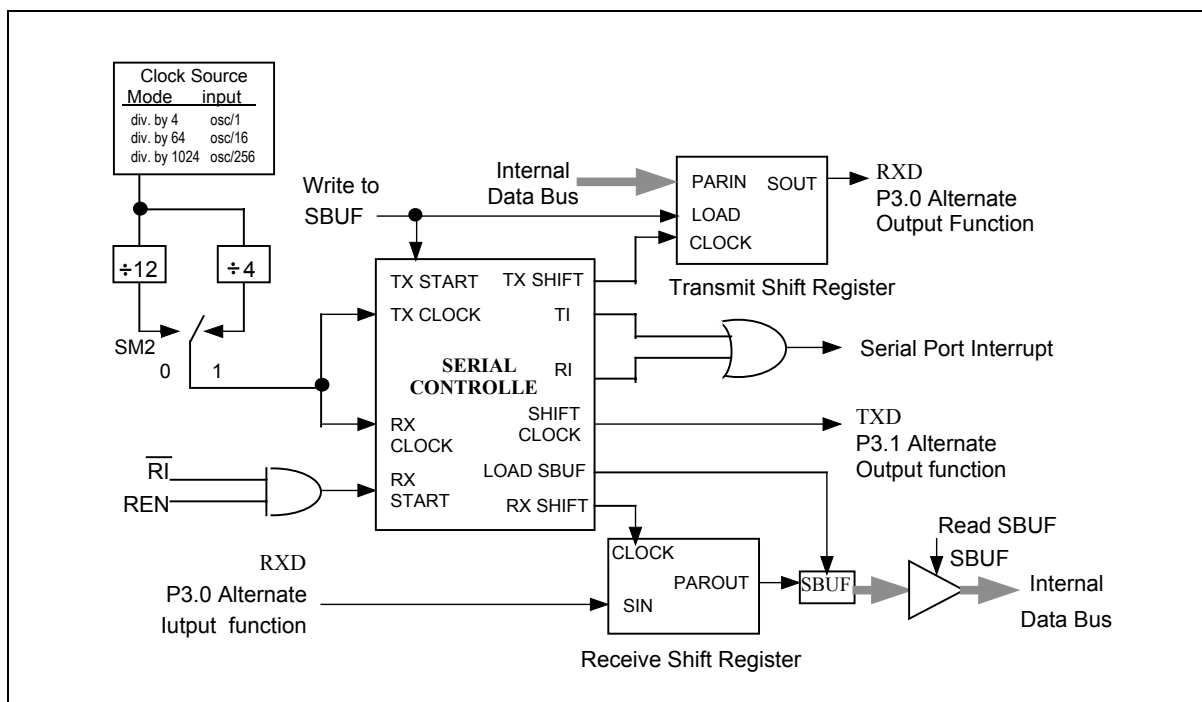 Clock Source
Mode input
div. by 4 osc/1
div. by 64 osc/16
div. by 1024 osc/256
÷12
÷4
SM2
0 1
Write to
SBUF
Internal
Data Bus
PARIN SOUT
LOAD
CLOCK
Transmit Shift Register
RXD
P3.0 Alternate
Output Function
TX START TX SHIFT
TX CLOCK TI
SERIAL
CONTROLLE
RI
SHIFT
CLOCK
RX
CLOCK
LOAD SBUF
RX
START
RX SHIFT
Serial Port Interrupt
TXD
P3.1 Alternate
Output function
RI
REN
RXD
P3.0 Alternate
Iutput function
CLOCK
PAROUT
SIN
Receive Shift Register
SBUF
Read SBUF
SBUF
Internal
Data Bus